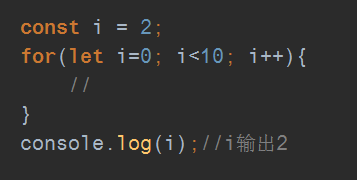 const i = 2;
for(let i=0; i<10; i++){
    //
}
console.log(i);//i输出2